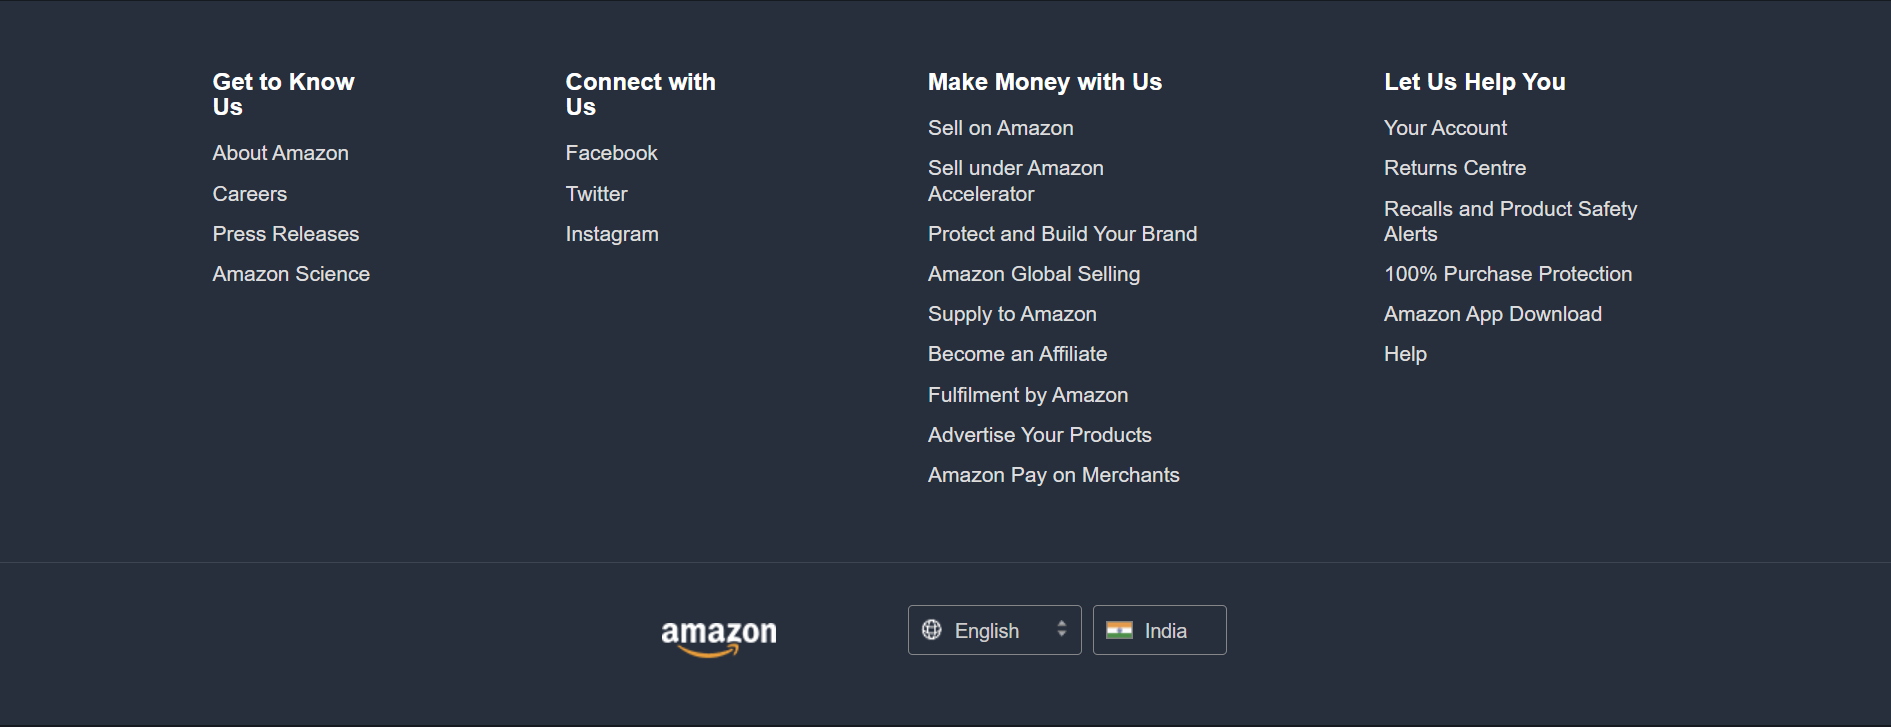 Get to Know
Us
About Amazon
Careers
Press Releases
Amazon Science
Connect with
Us
Facebook
Twitter
Instagram
Make Money with Us
Sell on Amazon
Sell under Amazon
Accelerator
Protect and Build Your Brand
Amazon Global Selling
Supply to Amazon
Become an Affiliate
Fulfilment by Amazon
Advertise Your Products
Amazon Pay on Merchants
Let Us Help You
Your Account
Returns Centre
Recalls and Product Safety
Alerts
100% Purchase Protection
Amazon App Download
Help
amazon
English
India